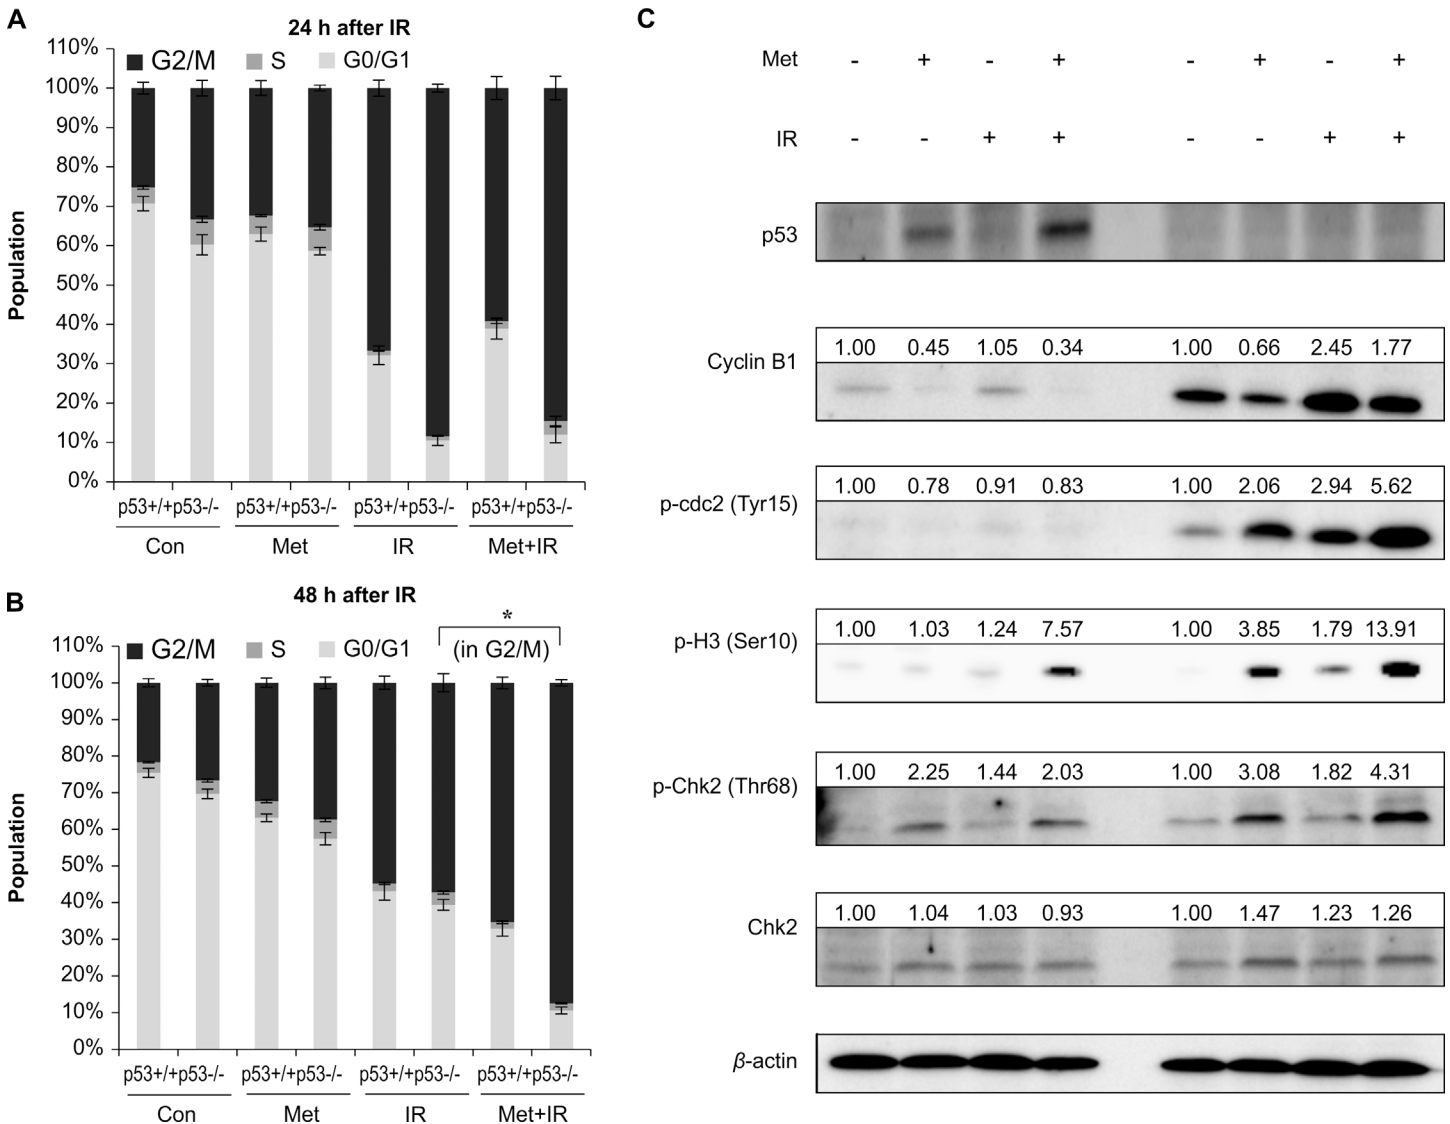 A
24 h after IR
G2/M S G0/G1
110%
100%
90%
80%
70%
60%
50%
40%
30%
20%
10%
0%
Population
p53+/+ p53-/- p53+/+ p53-/- p53+/+ p53-/- p53+/+ p53-/-
Con Met IR Met+IR
B
48 h after IR
*
(in G2/M)
G2/M S G0/G1
110%
100%
90%
80%
70%
60%
50%
40%
30%
20%
10%
0%
Population
p53+/+ p53-/- p53+/+ p53-/- p53+/+ p53-/- p53+/+ p53-/-
Con Met IR Met+IR
C
Met - + - + - + - +
IR - - + + - - + +
p53
Cyclin B1 1.00 0.45 1.05 0.34 1.00 0.66 2.45 1.77
p-cdc2 (Tyr15) 1.00 0.78 0.91 0.83 1.00 2.06 2.94 5.62
p-H3 (Ser10) 1.00 1.03 1.24 7.57 1.00 3.85 1.79 13.91
p-Chk2 (Thr68) 1.00 2.25 1.44 2.03 1.00 3.08 1.82 4.31
Chk2 1.00 1.04 1.03 0.93 1.00 1.47 1.23 1.26
β-actin